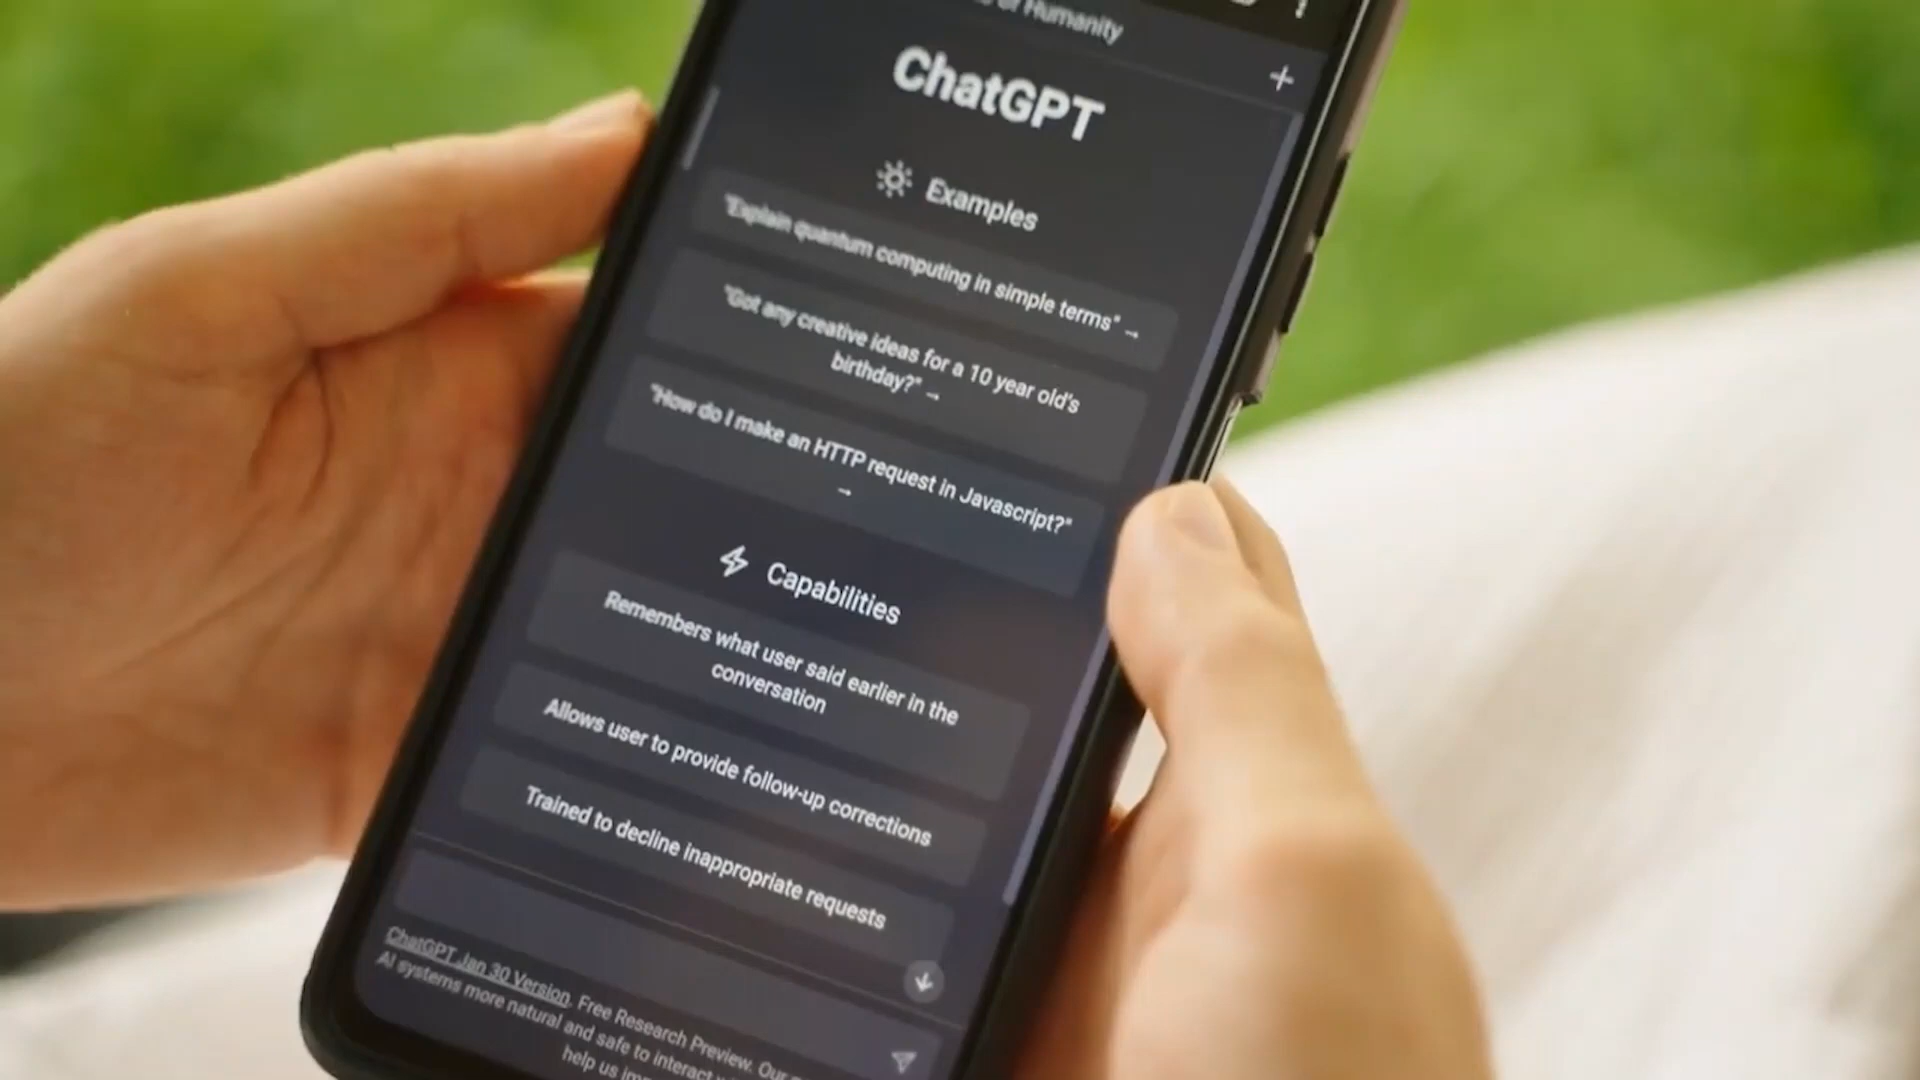 of Humanity
ChatGPT
Examples
"Explain quantum computing in simple terms" →
"Got any creative ideas for a 10 year old's
birthday?" →
"How do I make an HTTP request in Javascript?"
→
Capabilities
Remembers what user said earlier in the
conversation
Allows user to provide follow-up corrections
Trained to decline inappropriate requests
ChatGPT Jan 30 Version. Free Research Preview. Our
AI systems more natural and safe to interact
help us